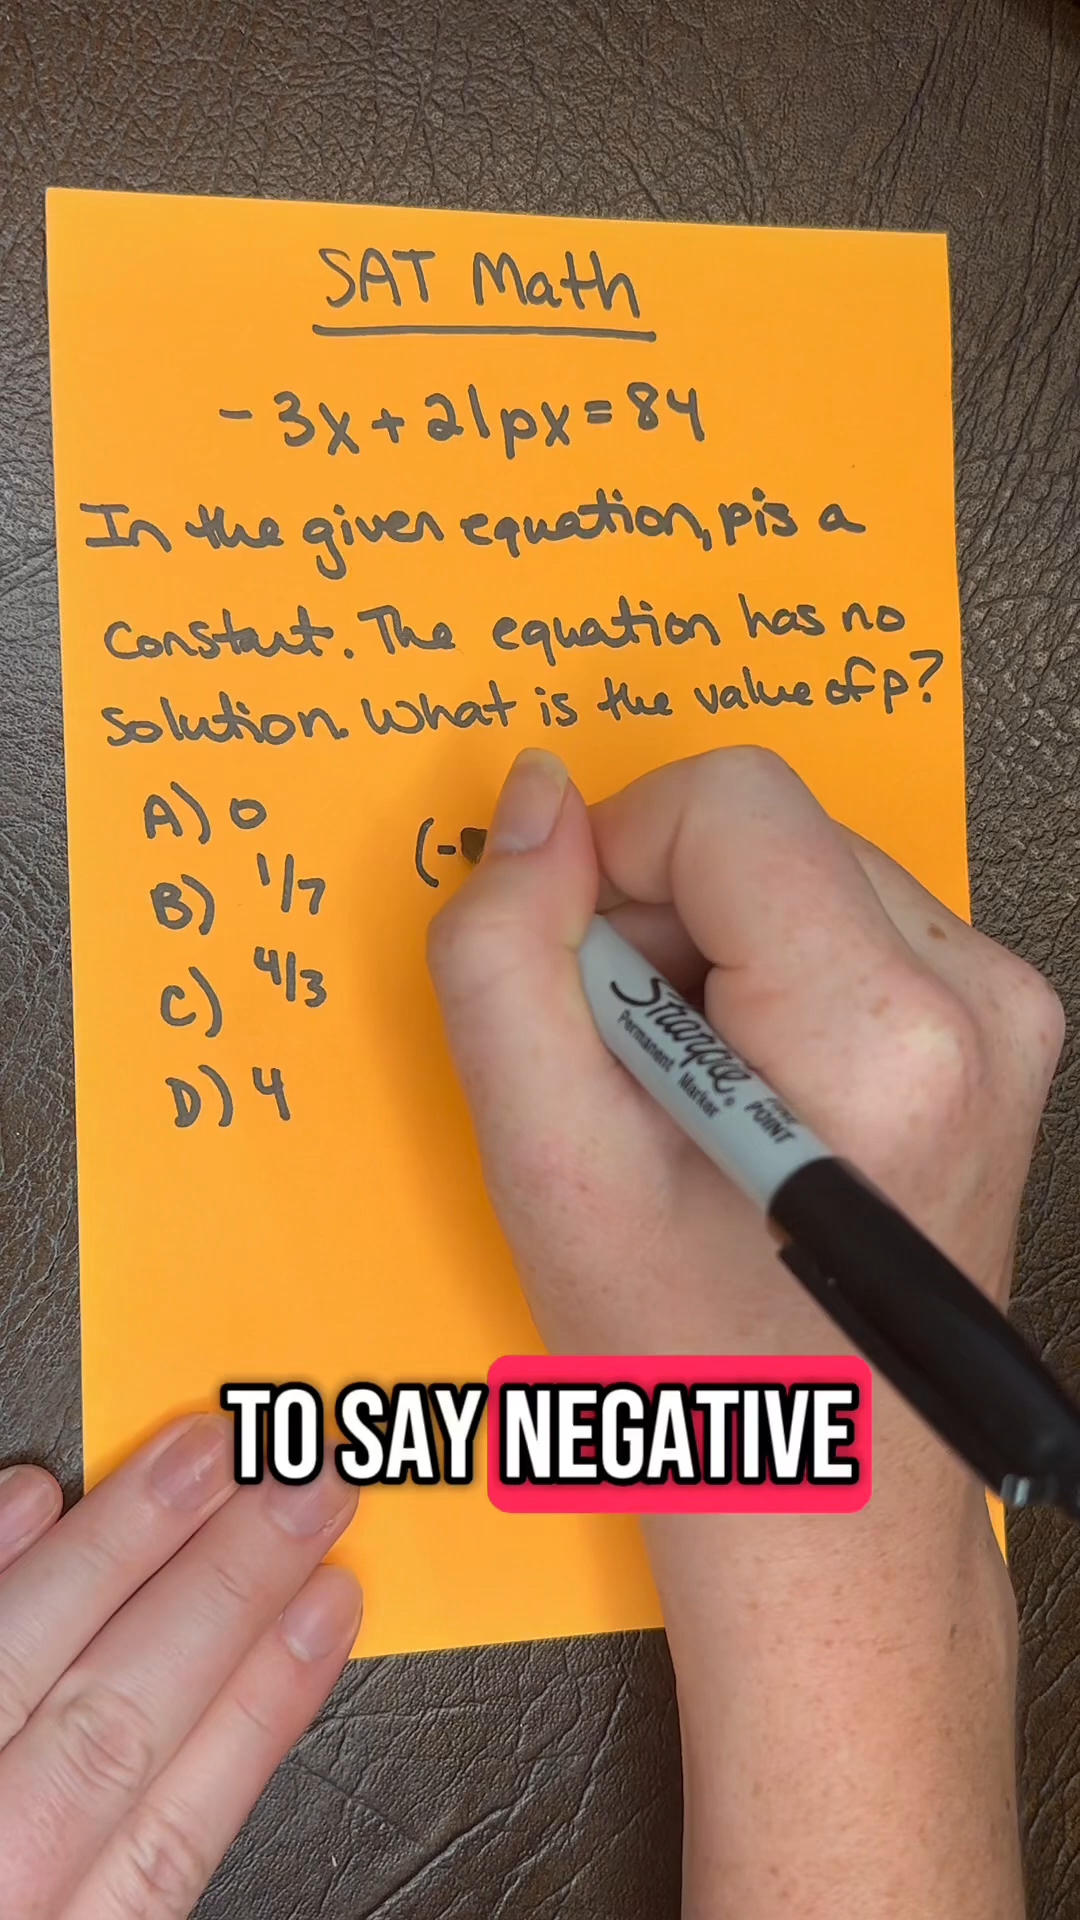 SAT Math
-3x+21px=84
In the given equation, p is a
constant. The equation has no
solution. What is the value of p?
A) 0
(-
B) 1/7
C) 4/3
D) 4
Sharpie.
Permanent Marker
FINE
POINT
TO SAY NEGATIVE